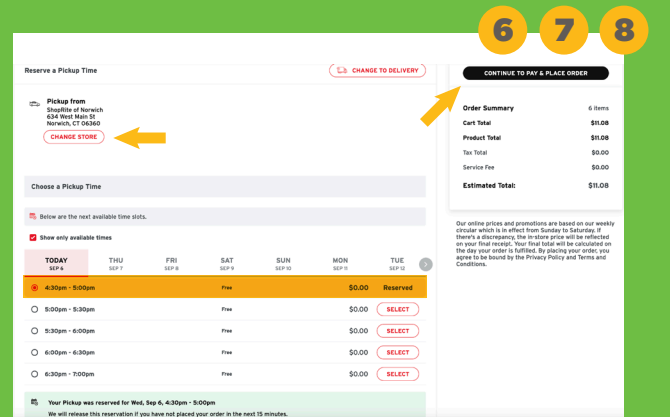 6 7 8
Reserve a Pickup Time
CHANGE TO DELIVERY
CONTINUE TO PAY & PLACE ORDER
Pickup from
ShopRite of Norwich
634 West Main St
Norwich, CT 06360
CHANGE STORE
Order Summary 6 items
Cart Total $11.08
Product Total $11.08
Tax Total $0.00
Service Fee $0.00
Estimated Total: $11.08
Choose a Pickup Time
Below are the next available time slots.
Show only available times
Our online prices and promotions are based on our weekly
circular which is in effect from Sunday to Saturday. If
there's a discrepancy, the in-store price will be reflected
on your final receipt. Your final total will be calculated on
the day your order is fulfilled. By placing your order, you
agree to be bound by the Privacy Policy and Terms and
Conditions.
TODAY THU FRI SAT SUN MON TUE
SEP 6 SEP 7 SEP 8 SEP 9 SEP 10 SEP 11 SEP 12
4:30pm - 5:00pm Free $0.00 Reserved
5:00pm - 5:30pm Free $0.00 SELECT
5:30pm - 6:00pm Free $0.00 SELECT
6:00pm - 6:30pm Free $0.00 SELECT
6:30pm - 7:00pm Free $0.00 SELECT
Your Pickup was reserved for Wed, Sep 6, 4:30pm - 5:00pm
We will release this reservation if you have not placed your order in the next 15 minutes.